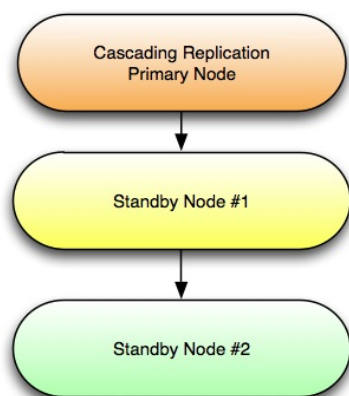 Cascading Replication
Primary Node
Standby Node #1
Standby Node #2